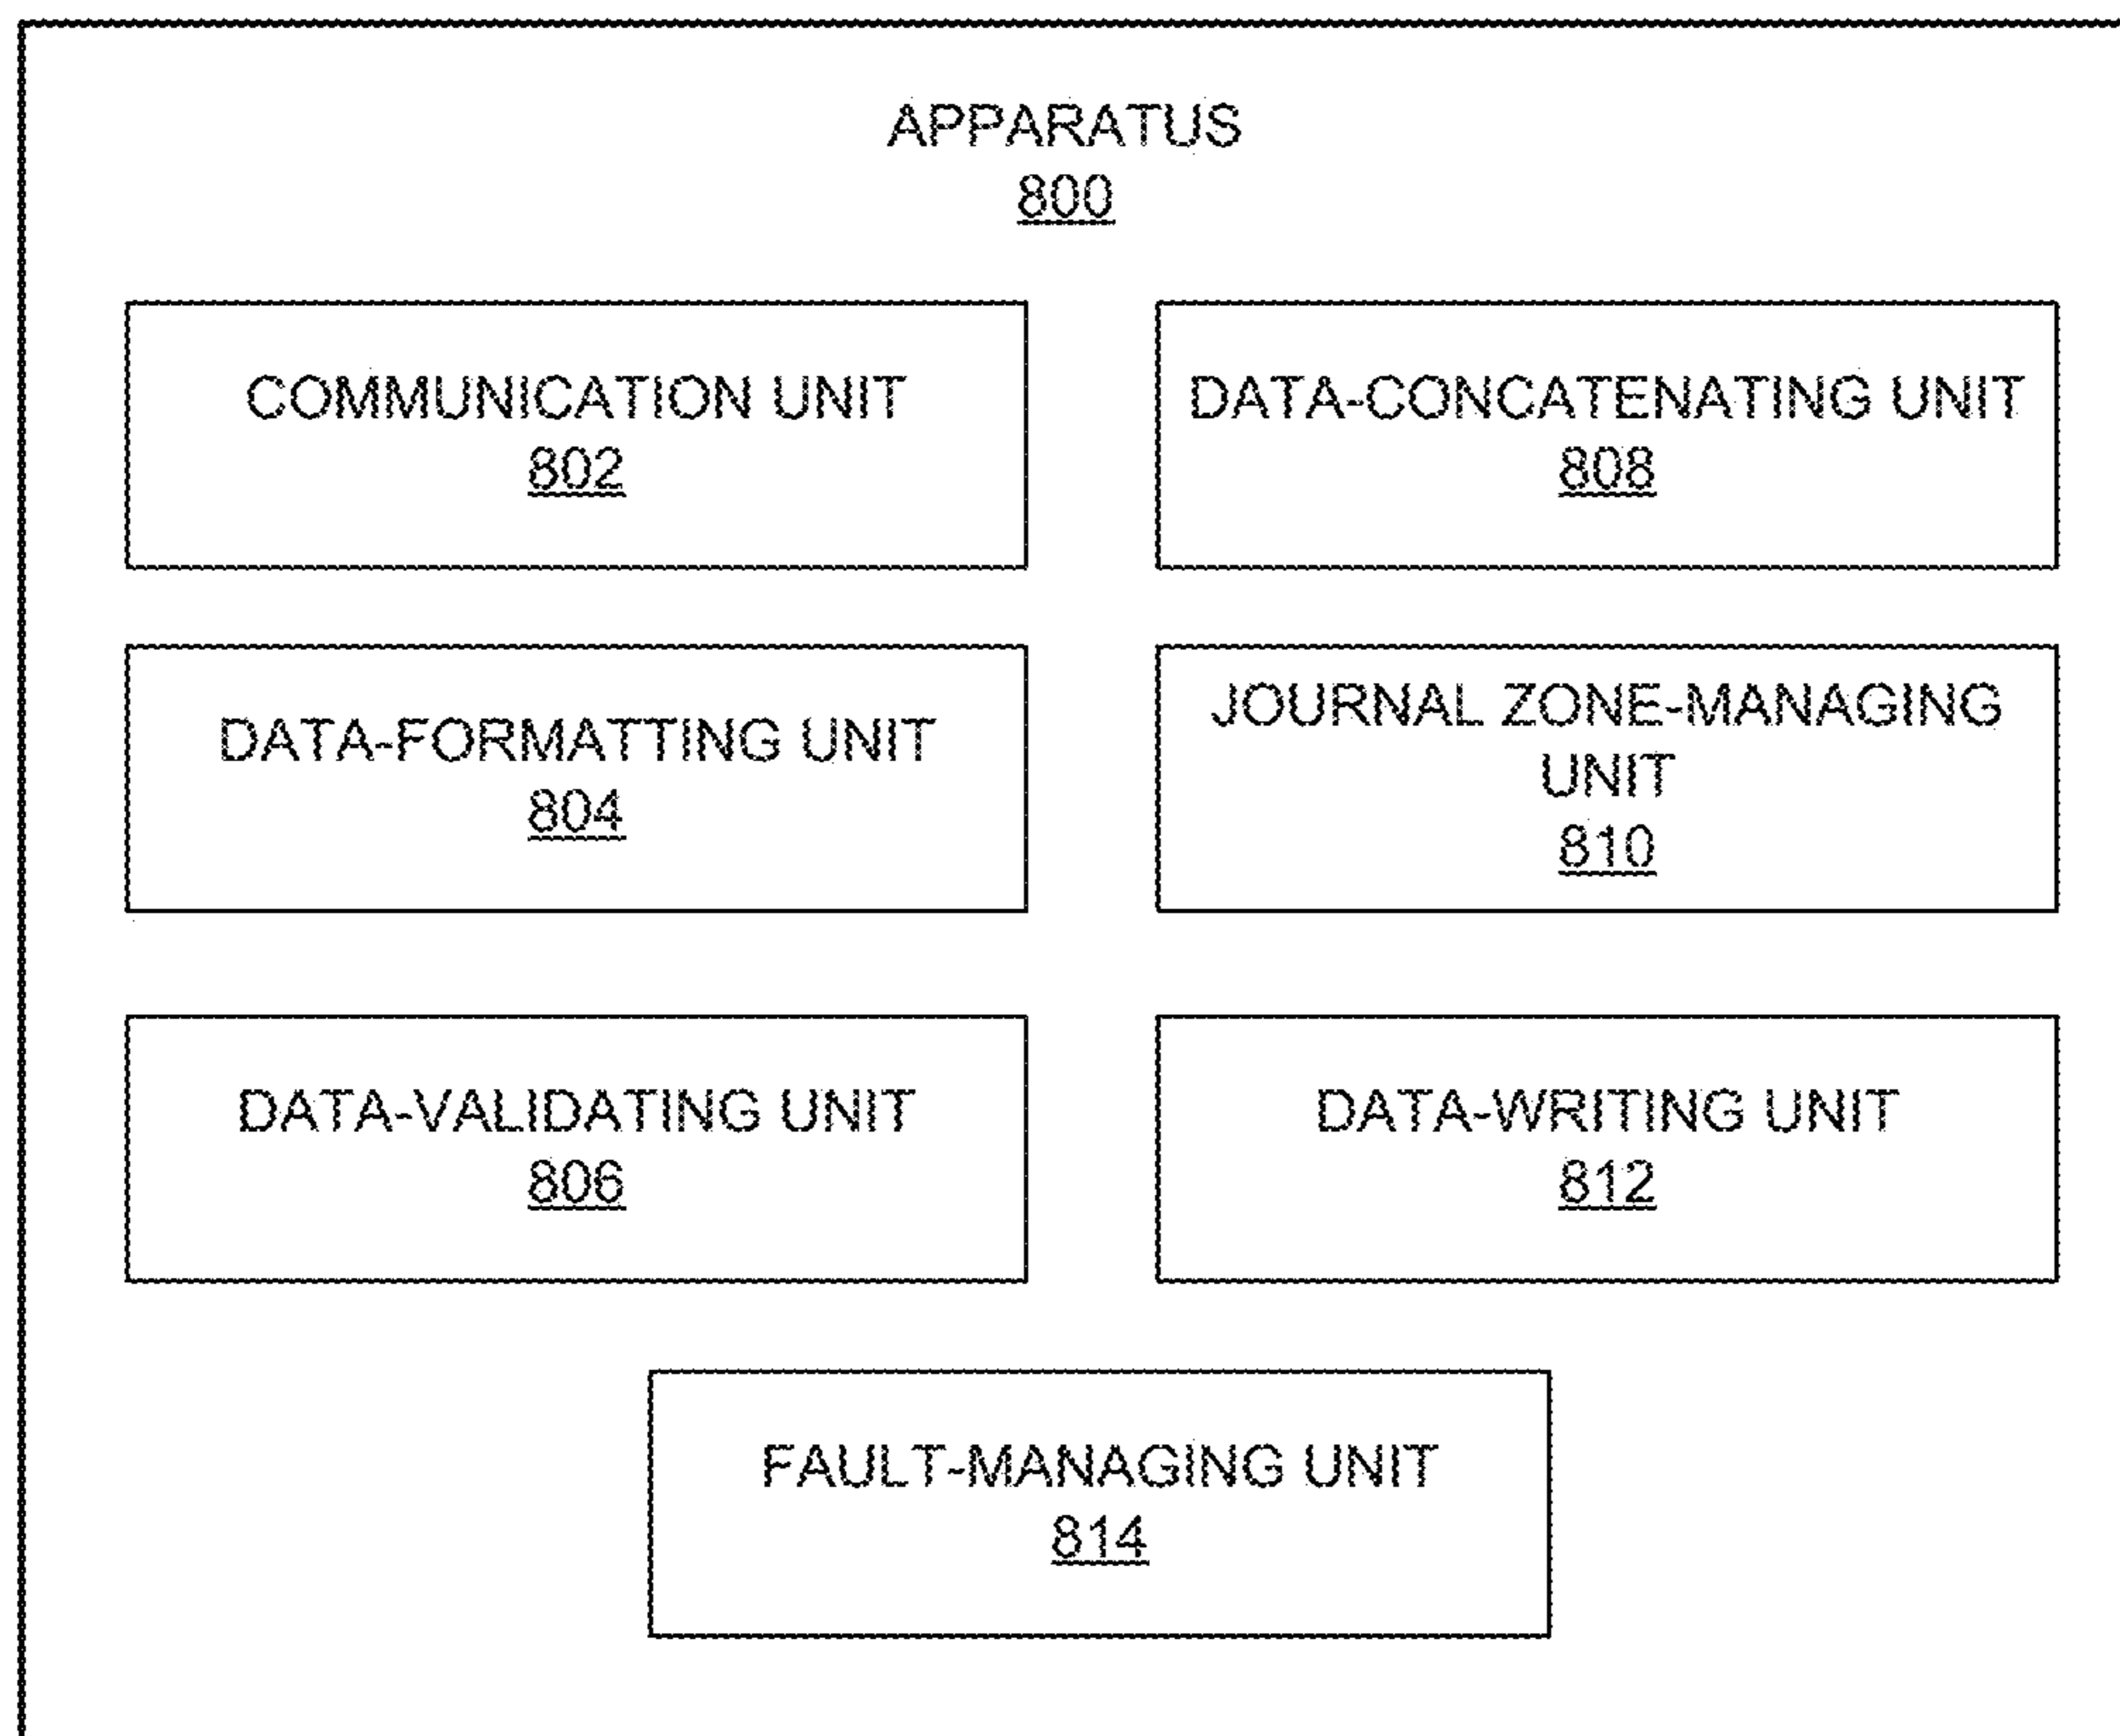 APPARATUS
800
COMMUNICATION UNIT
802
DATA-CONCATENATING UNIT
808
DATA-FORMATTING UNIT
804
JOURNAL ZONE-MANAGING
UNIT
810
DATA-VALIDATING UNIT
806
DATA-WRITING UNIT
812
FAULT-MANAGING UNIT
814